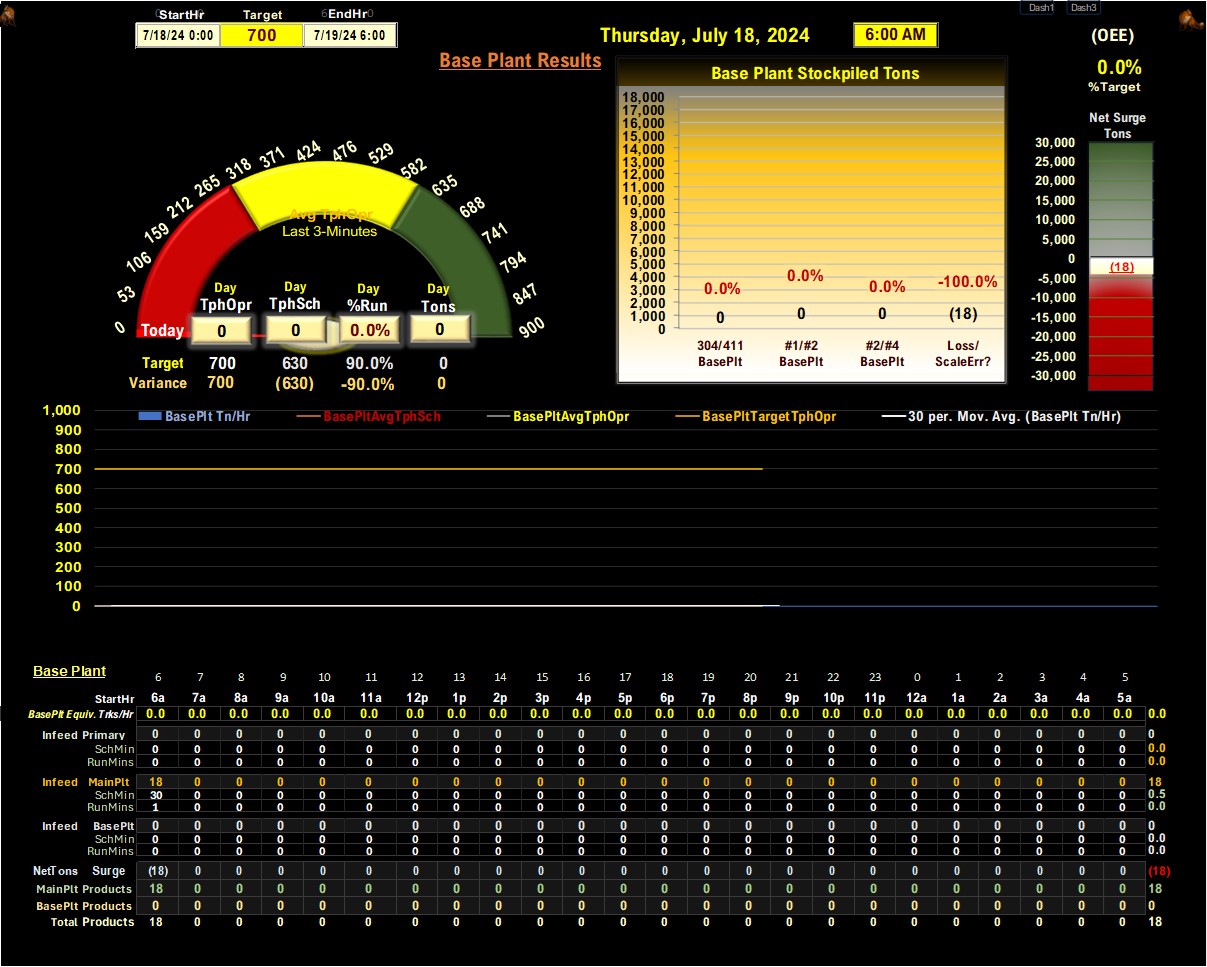 Dash1 Dash3
StartHr Target EndHr
7/18/24 0:00 700 7/19/24 6:00
Thursday, July 18, 2024 6:00 AM
(OEE)
0.0%
%Target
Base Plant Results
Base Plant Stockpiled Tons
18,000
17,000
16,000
15,000
14,000
13,000
12,000
11,000
10,000
9,000
8,000
7,000
6,000
5,000
4,000
3,000
2,000
1,000
0
0.0% 0.0% 0.0% -100.0%
0 0 0 (18)
304/411 #1/#2 #2/#4 Loss/
BasePlt BasePlt BasePlt ScaleErr?
Net Surge
Tons
30,000
25,000
20,000
15,000
10,000
5,000
0
-5,000
-10,000
-15,000
-20,000
-25,000
-30,000
(18)
0 53 106 159 212 265 318 371 424 476 529 582 635 688 741 794 847 900
Avg TphOpr
Last 3-Minutes
Day Day Day Day
TphOpr TphSch %Run Tons
Today 0 0 0.0% 0
Target 700 630 90.0% 0
Variance 700 (630) -90.0% 0
BasePlt Tn/Hr BasePltAvgTphSch BasePltAvgTphOpr BasePltTargetTphOpr 30 per. Mov. Avg. (BasePlt Tn/Hr)
1,000
900
800
700
600
500
400
300
200
100
0
Base Plant 6 7 8 9 10 11 12 13 14 15 16 17 18 19 20 21 22 23 0 1 2 3 4 5
StartHr 6a 7a 8a 9a 10a 11a 12p 1p 2p 3p 4p 5p 6p 7p 8p 9p 10p 11p 12a 1a 2a 3a 4a 5a
BasePlt Equiv. Trks/Hr 0.0 0.0 0.0 0.0 0.0 0.0 0.0 0.0 0.0 0.0 0.0 0.0 0.0 0.0 0.0 0.0 0.0 0.0 0.0 0.0 0.0 0.0 0.0 0.0 0.0
Infeed Primary 0 0 0 0 0 0 0 0 0 0 0 0 0 0 0 0 0 0 0 0 0 0 0 0 0
SchMin 0 0 0 0 0 0 0 0 0 0 0 0 0 0 0 0 0 0 0 0 0 0 0 0 0.0
RunMins 0 0 0 0 0 0 0 0 0 0 0 0 0 0 0 0 0 0 0 0 0 0 0 0 0.0
Infeed MainPlt 18 0 0 0 0 0 0 0 0 0 0 0 0 0 0 0 0 0 0 0 0 0 0 0 18
SchMin 30 0 0 0 0 0 0 0 0 0 0 0 0 0 0 0 0 0 0 0 0 0 0 0 0.5
RunMins 1 0 0 0 0 0 0 0 0 0 0 0 0 0 0 0 0 0 0 0 0 0 0 0 0.0
Infeed BasePlt 0 0 0 0 0 0 0 0 0 0 0 0 0 0 0 0 0 0 0 0 0 0 0 0 0
SchMin 0 0 0 0 0 0 0 0 0 0 0 0 0 0 0 0 0 0 0 0 0 0 0 0 0.0
RunMins 0 0 0 0 0 0 0 0 0 0 0 0 0 0 0 0 0 0 0 0 0 0 0 0 0.0
NetTons Surge (18) 0 0 0 0 0 0 0 0 0 0 0 0 0 0 0 0 0 0 0 0 0 0 0 (18)
MainPlt Products 18 0 0 0 0 0 0 0 0 0 0 0 0 0 0 0 0 0 0 0 0 0 0 0 18
BasePlt Products 0 0 0 0 0 0 0 0 0 0 0 0 0 0 0 0 0 0 0 0 0 0 0 0 0
Total Products 18 0 0 0 0 0 0 0 0 0 0 0 0 0 0 0 0 0 0 0 0 0 0 0 18